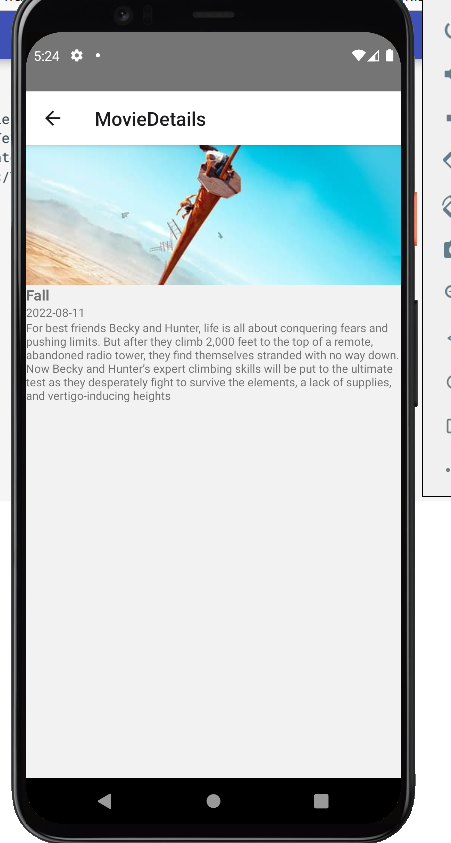 5:24
MovieDetails
Fall
2022-08-11
For best friends Becky and Hunter, life is all about conquering fears and
pushing limits. But after they climb 2,000 feet to the top of a remote,
abandoned radio tower, they find themselves stranded with no way down.
Now Becky and Hunter's expert climbing skills will be put to the ultimate
test as they desperately fight to survive the elements, a lack of supplies,
and vertigo-inducing heights